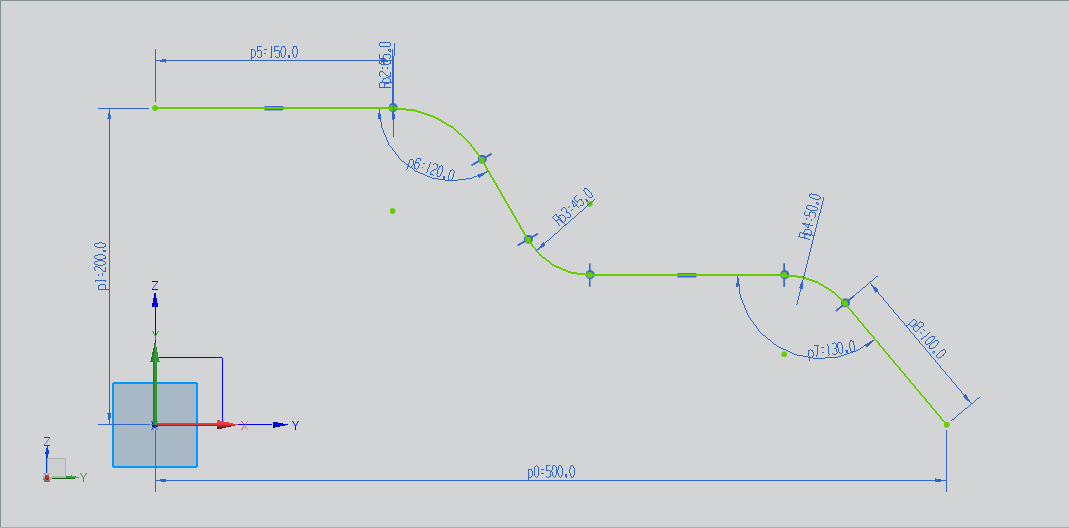 p5=150.0
Rb2=65.0
p6=120.0
Rb3=45.0
Rb4=50.0
p1=200.0
Z
Y
p7=130.0
p8=100.0
X
X
Y
Z
Y
p0=500.0